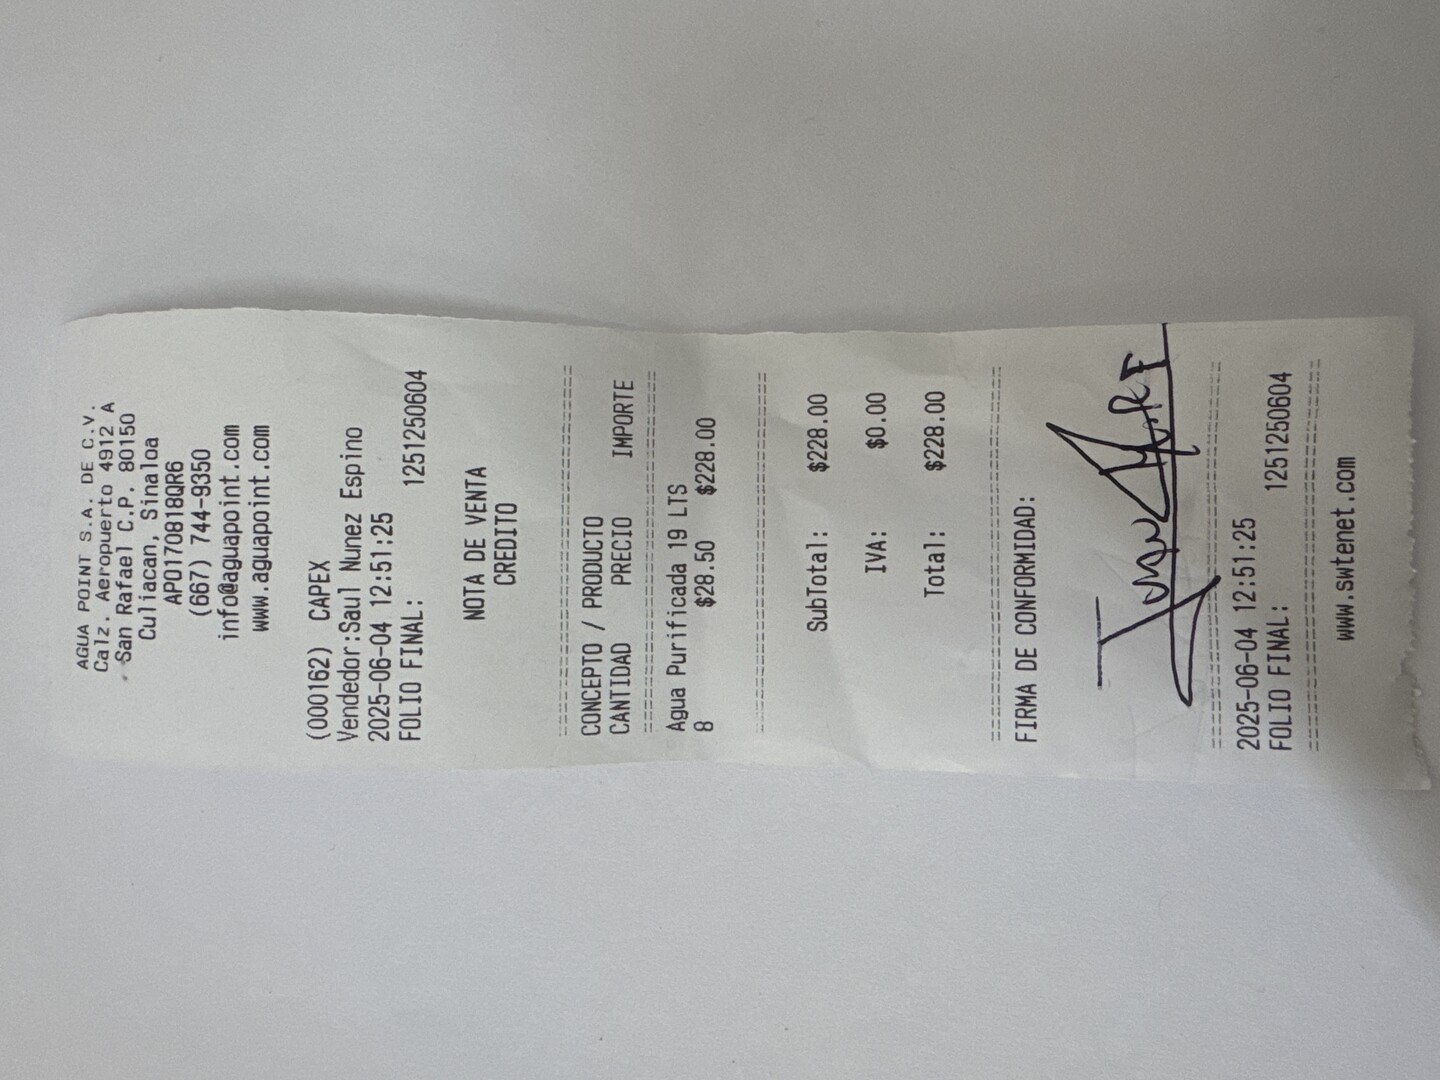 AGUA POINT S.A. DE C.V.
Calz. Aeropuerto 4912 A
San Rafael C.P. 80150
Culiacan, Sinaloa
APO170818QR6
(667) 744-9350
info@aguapoint.com
www.aguapoint.com
(000162) CAPEX
Vendedor:Saul Nunez Espino
2025-06-04 12:51:25
FOLIO FINAL: 1251250604
NOTA DE VENTA
CREDITO
CONCEPTO / PRODUCTO
CANTIDAD PRECIO IMPORTE
Agua Purificada 19 LTS
8 $28.50 $228.00
SubTotal: $228.00
IVA: $0.00
Total: $228.00
FIRMA DE CONFORMIDAD:
2025-06-04 12:51:25
FOLIO FINAL: 1251250604
www.swtenet.com